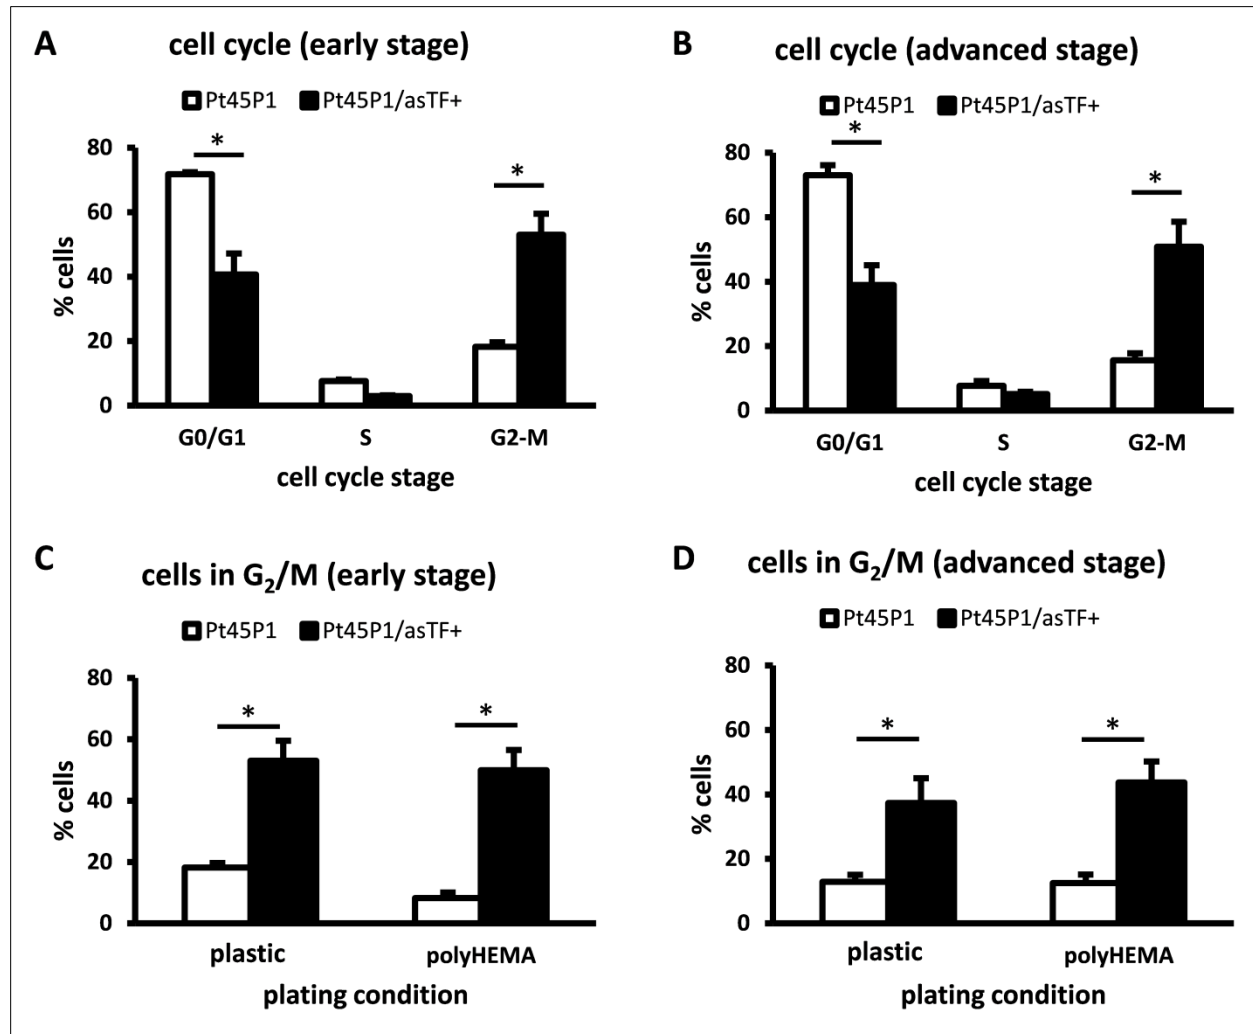 A
cell cycle (early stage)
Pt45P1 Pt45P1/asTF+
80
60
40
20
0
% cells
*
*
G0/G1 S G2-M
cell cycle stage
B
cell cycle (advanced stage)
Pt45P1 Pt45P1/asTF+
80
60
40
20
0
% cells
*
*
G0/G1 S G2-M
cell cycle stage
C
cells in G₂/M (early stage)
Pt45P1 Pt45P1/asTF+
80
60
40
20
0
% cells
*
*
plastic polyHEMA
plating condition
D
cells in G₂/M (advanced stage)
Pt45P1 Pt45P1/asTF+
80
60
40
20
0
% cells
*
*
plastic polyHEMA
plating condition